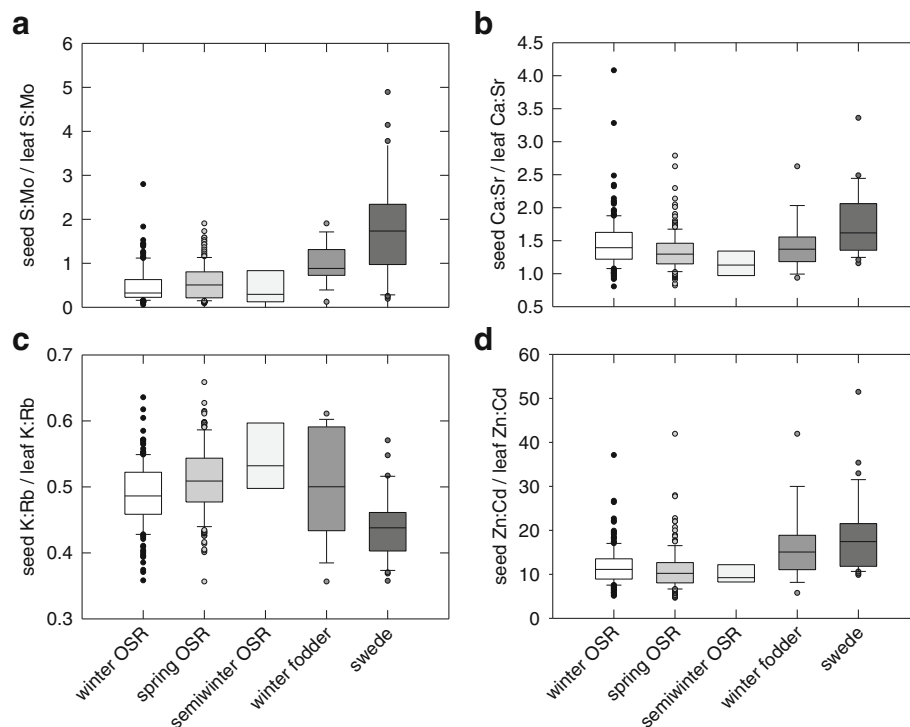 a
seed S:Mo / leaf S:Mo
6
5
4
3
2
1
0
b
seed Ca:Sr / leaf Ca:Sr
4.5
4.0
3.5
3.0
2.5
2.0
1.5
1.0
0.5
c
seed K:Rb / leaf K:Rb
0.7
0.6
0.5
0.4
0.3
winter OSR
spring OSR
semiwinter OSR
winter fodder
swede
d
seed Zn:Cd / leaf Zn:Cd
60
50
40
30
20
10
0
winter OSR
spring OSR
semiwinter OSR
winter fodder
swede